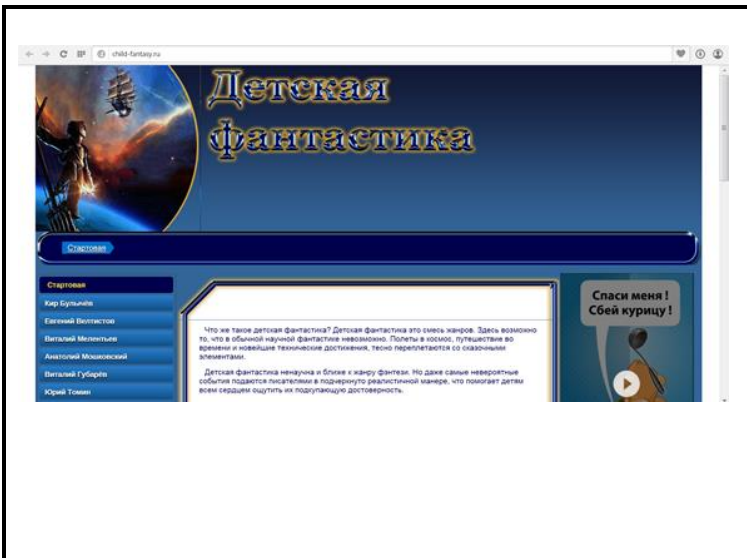 child-fantasy.ru
Детская
фантастика
Стартовая
Стартовая
Кир Булычёв
Евгений Велтистов
Виталий Мелентьев
Анатолий Мошковский
Виталий Губарёв
Юрий Томин
Что же такое детская фантастика? Детская фантастика это смесь жанров. Здесь возможно
то, что в обычной научной фантастике невозможно. Полеты в космос, путешествие во
времени и новейшие технические достижения, тесно переплетаются со сказочными
элементами.
Детская фантастика ненаучна и ближе к жанру фэнтези. Но даже самые невероятные
события подаются писателями в подчеркнуто реалистичной манере, что помогает детям
всем сердцем ощутить их подкупающую достоверность.
Спаси меня !
Сбей курицу !